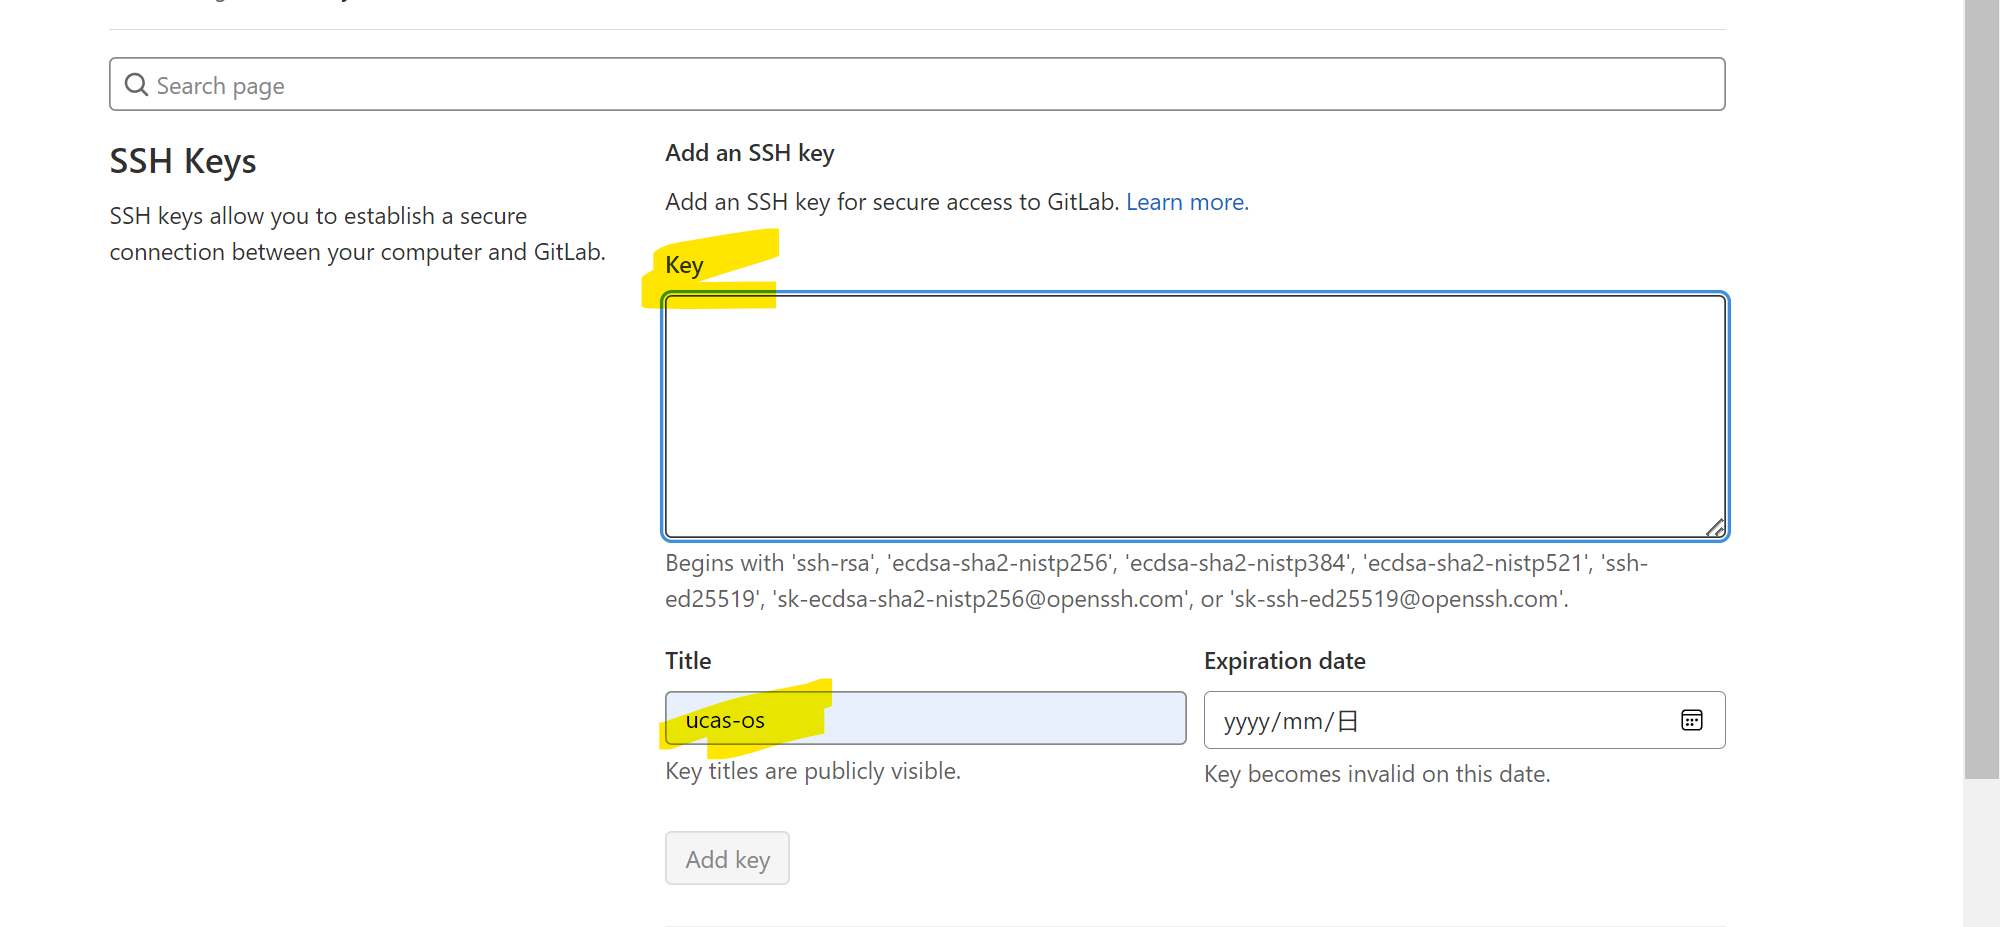 Search page
SSH Keys
SSH keys allow you to establish a secure
connection between your computer and GitLab.
Add an SSH key
Add an SSH key for secure access to GitLab. Learn more.
Key
Begins with 'ssh-rsa', 'ecdsa-sha2-nistp256', 'ecdsa-sha2-nistp384', 'ecdsa-sha2-nistp521', 'ssh-
ed25519', 'sk-ecdsa-sha2-nistp256@openssh.com', or 'sk-ssh-ed25519@openssh.com'.
Title
ucas-os
Key titles are publicly visible.
Expiration date
yyyy/mm/日
Key becomes invalid on this date.
Add key